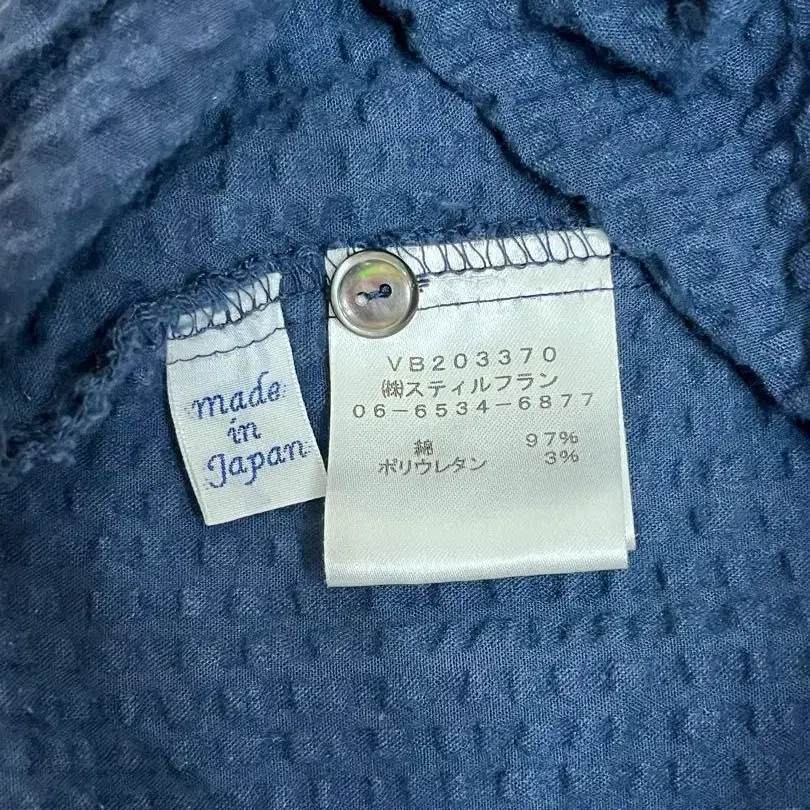 made
in
Japan
VB203370
㈱スティルフラン
06-6534-6877
綿 97%
ポリウレタン 3%